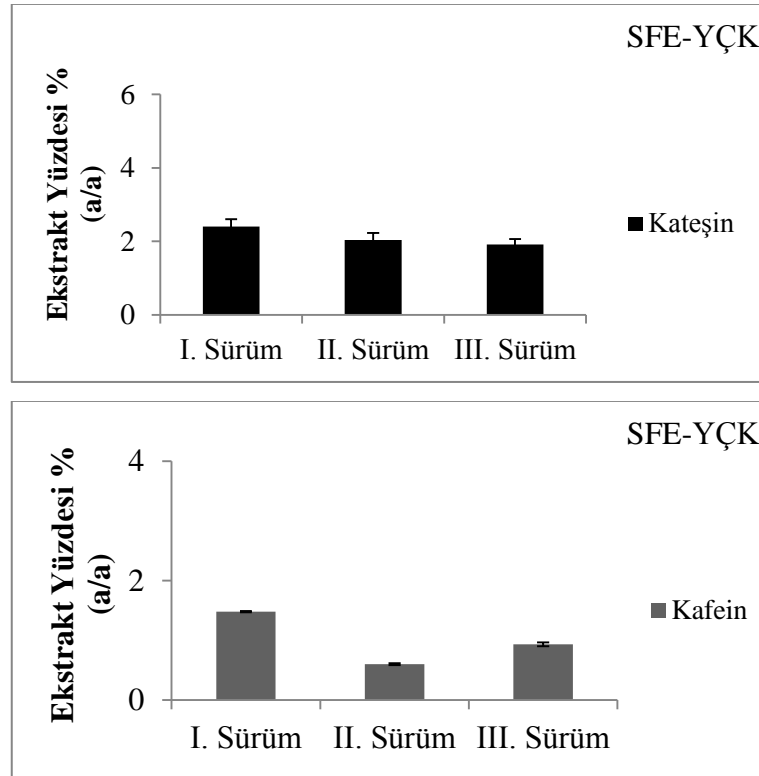 SFE-YÇK
Ekstrakt Yüzdesi %
(a/a)
6
4
2
0
I. Sürüm II. Sürüm III. Sürüm
Kateşin
SFE-YÇK
Ekstrakt Yüzdesi %
(a/a)
4
2
0
I. Sürüm II. Sürüm III. Sürüm
Kafein